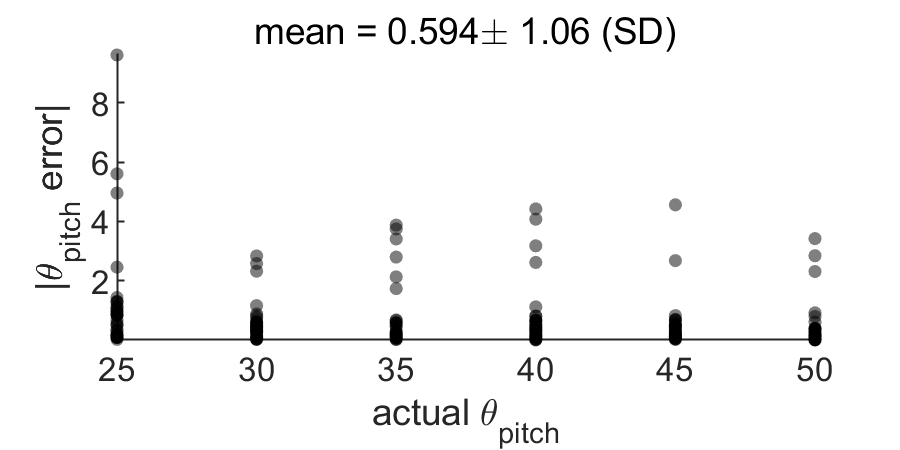 mean = 0.594± 1.06 (SD)
|θpitch error|
8
6
4
2
25 30 35 40 45 50
actual θpitch